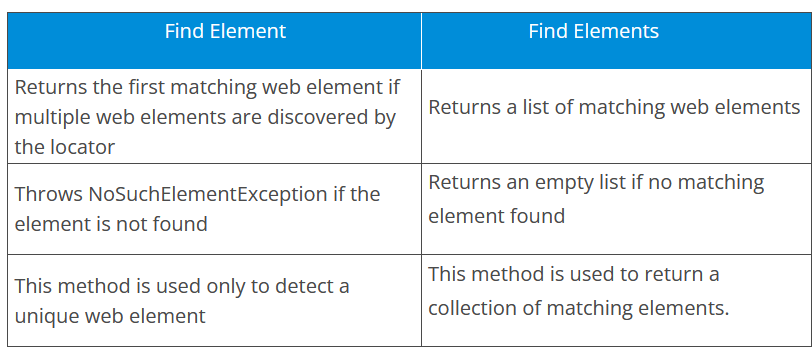 Find Element
Find Elements
Returns the first matching web element if
multiple web elements are discovered by
the locator
Returns a list of matching web elements
Throws NoSuchElementException if the
element is not found
Returns an empty list if no matching
element found
This method is used only to detect a
unique web element
This method is used to return a
collection of matching elements.